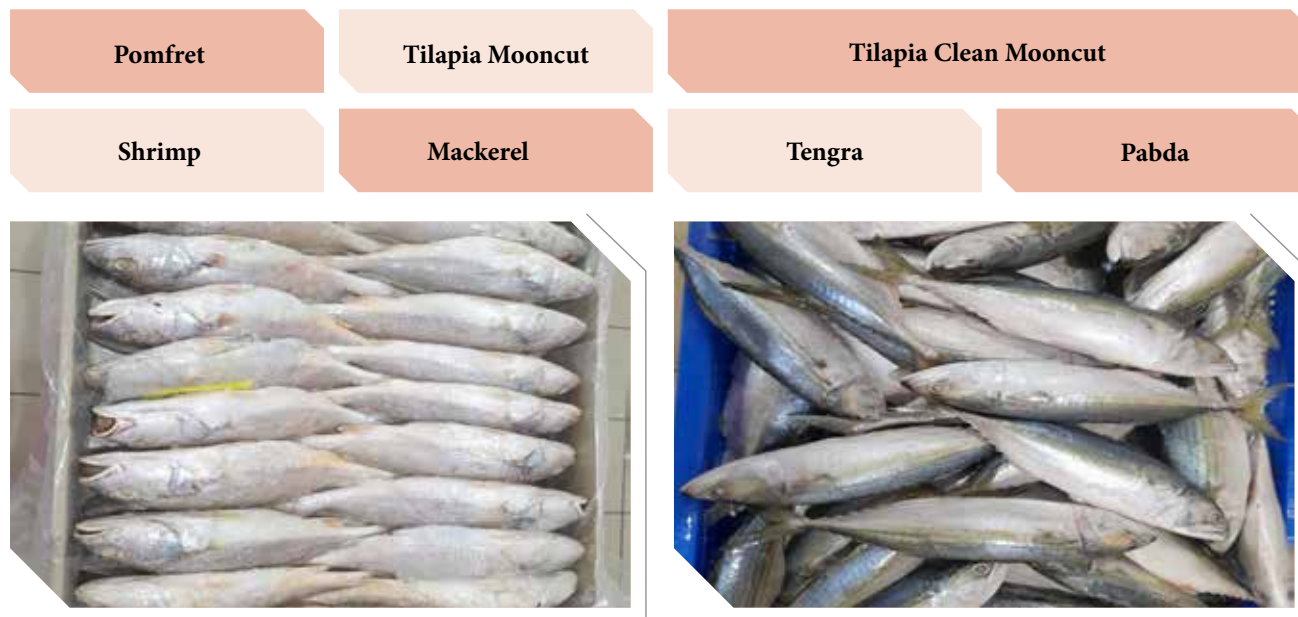 Pomfret
Tilapia Mooncut
Tilapia Clean Mooncut
Shrimp
Mackerel
Tengra
Pabda